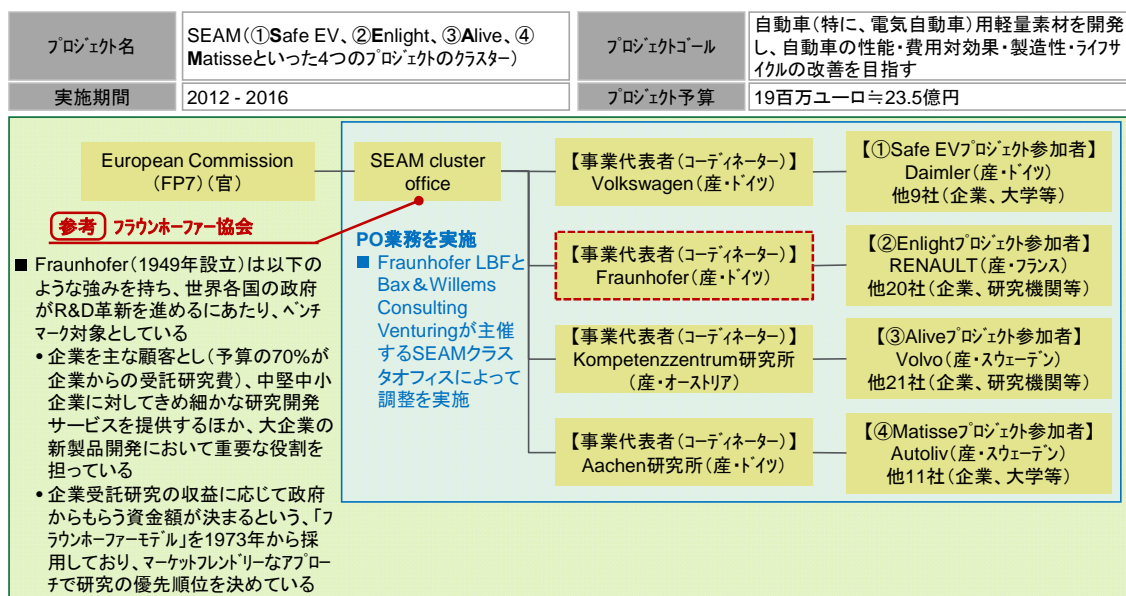 プロジェクト名
SEAM(①Safe EV、②Enlight、③Alive、④
Matisseといった4つのプロジェクトのクラスター)
プロジェクトゴール
自動車(特に、電気自動車)用軽量素材を開発
し、自動車の性能・費用対効果・製造性・ライフサ
イクルの改善を目指す
実施期間
2012 - 2016
プロジェクト予算
19百万ユーロ≒23.5億円
European Commission
(FP7)(官)
SEAM cluster
office
【事業代表者(コーディネーター)】
Volkswagen(産・ドイツ)
【①Safe EVプロジェクト参加者】
Daimler(産・ドイツ)
他9社(企業、大学等)
参考 フラウンホーファー協会
■ Fraunhofer(1949年設立)は以下の
ような強みを持ち、世界各国の政府
がR&D革新を進めるにあたり、ベンチ
マーク対象としている
• 企業を主な顧客とし(予算の70%が
企業からの受託研究費)、中堅中小
企業に対してきめ細かな研究開発
サービスを提供するほか、大企業の
新製品開発において重要な役割を
担っている
• 企業受託研究の収益に応じて政府
からもらう資金額が決まるという、「フ
ラウンホーファーモデル」を1973年から採
用しており、マーケットフレンドリーなアプロー
チで研究の優先順位を決めている
PO業務を実施
■ Fraunhofer LBFと
Bax&Willems
Consulting
Venturingが主催
するSEAMクラス
タオフィスによって
調整を実施
【事業代表者(コーディネーター)】
Fraunhofer(産・ドイツ)
【②Enlightプロジェクト参加者】
RENAULT(産・フランス)
他20社(企業、研究機関等)
【事業代表者(コーディネーター)】
Kompetenzzentrum研究所
(産・オーストリア)
【③Aliveプロジェクト参加者】
Volvo(産・スウェーデン)
他21社(企業、研究機関等)
【事業代表者(コーディネーター)】
Aachen研究所(産・ドイツ)
【④Matisseプロジェクト参加者】
Autoliv(産・スウェーデン)
他11社(企業、大学等)